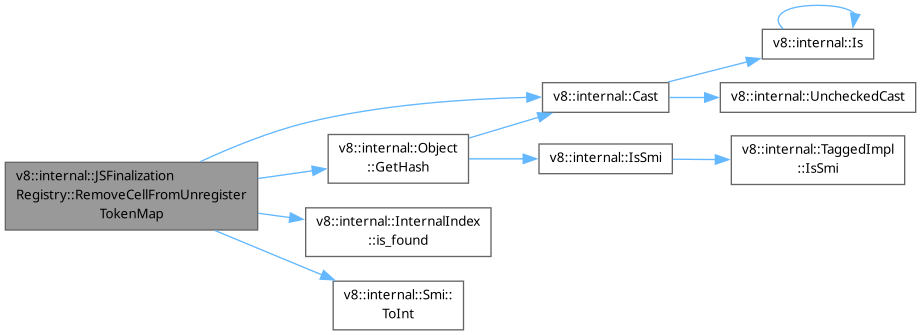 v8::internal::JSFinalization
Registry::RemoveCellFromUnregister
TokenMap
v8::internal::Cast
v8::internal::Is
v8::internal::UncheckedCast
v8::internal::Object
::GetHash
v8::internal::IsSmi
v8::internal::TaggedImpl
::IsSmi
v8::internal::InternalIndex
::is_found
v8::internal::Smi::
ToInt